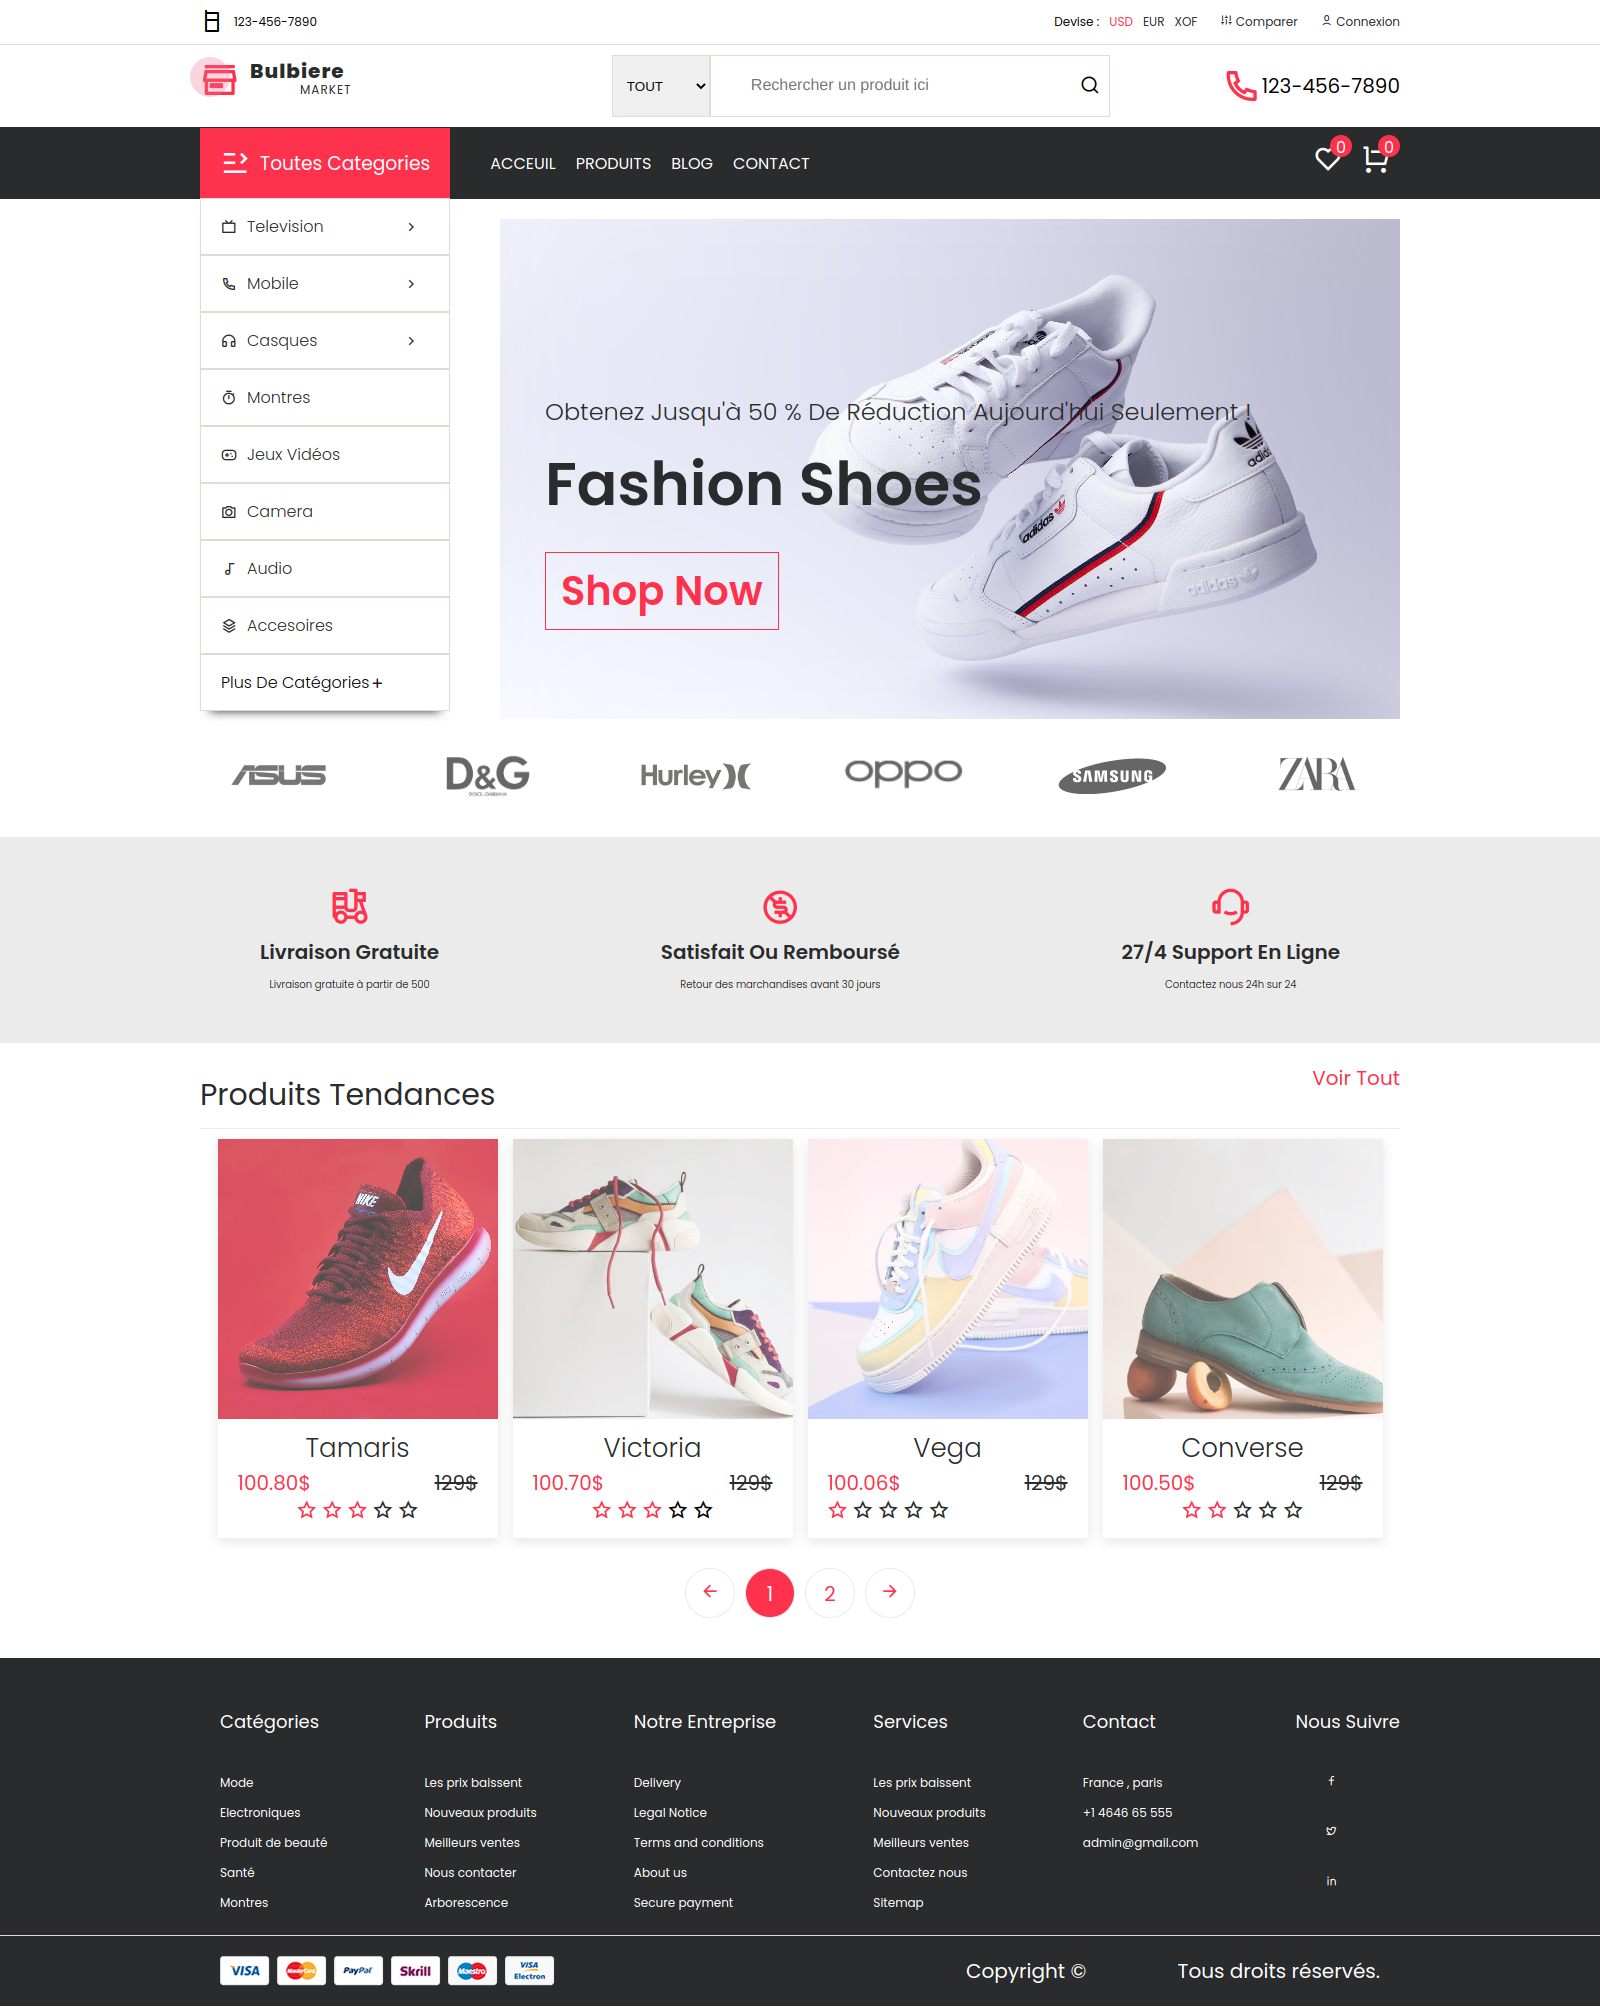 123-456-7890
Devise : USD EUR XOF Comparer Connexion
Bulbiere
MARKET
TOUT Rechercher un produit ici
123-456-7890
Toutes Categories
ACCEUIL PRODUITS BLOG CONTACT
0 0
Television
Mobile
Casques
Montres
Jeux Vidéos
Camera
Audio
Accesoires
Plus De Catégories+
Obtenez Jusqu'à 50 % De Réduction Aujourd'hui Seulement !
Fashion Shoes
Shop Now
adidas
adidas
adidas
ASUS D&G Hurley oppo SAMSUNG ZARA
DOLCE & GABBANA
Livraison Gratuite
Livraison gratuite à partir de 500
Satisfait Ou Remboursé
Retour des marchandises avant 30 jours
27/4 Support En Ligne
Contactez nous 24h sur 24
Produits Tendances
Voir Tout
NIKE
Tamaris
100.80$ 129$
Victoria
100.70$ 129$
Vega
100.06$ 129$
Converse
100.50$ 129$
1 2
Catégories
Mode
Electroniques
Produit de beauté
Santé
Montres
Produits
Les prix baissent
Nouveaux produits
Meilleurs ventes
Nous contacter
Arborescence
Notre Entreprise
Delivery
Legal Notice
Terms and conditions
About us
Secure payment
Services
Les prix baissent
Nouveaux produits
Meilleurs ventes
Contactez nous
Sitemap
Contact
France , paris
+1 4646 65 555
admin@gmail.com
Nous Suivre
f
in
VISA MasterCard PayPal Skrill Maestro VISA Electron
Copyright © Tous droits réservés.